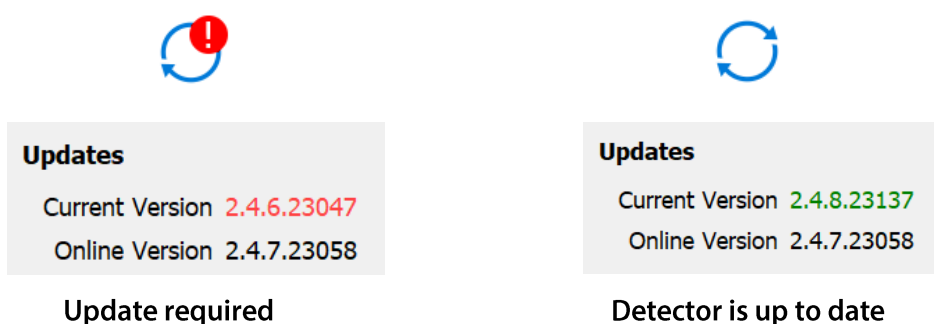 !
Updates
Current Version 2.4.6.23047
Online Version 2.4.7.23058
Update required
Updates
Current Version 2.4.8.23137
Online Version 2.4.7.23058
Detector is up to date